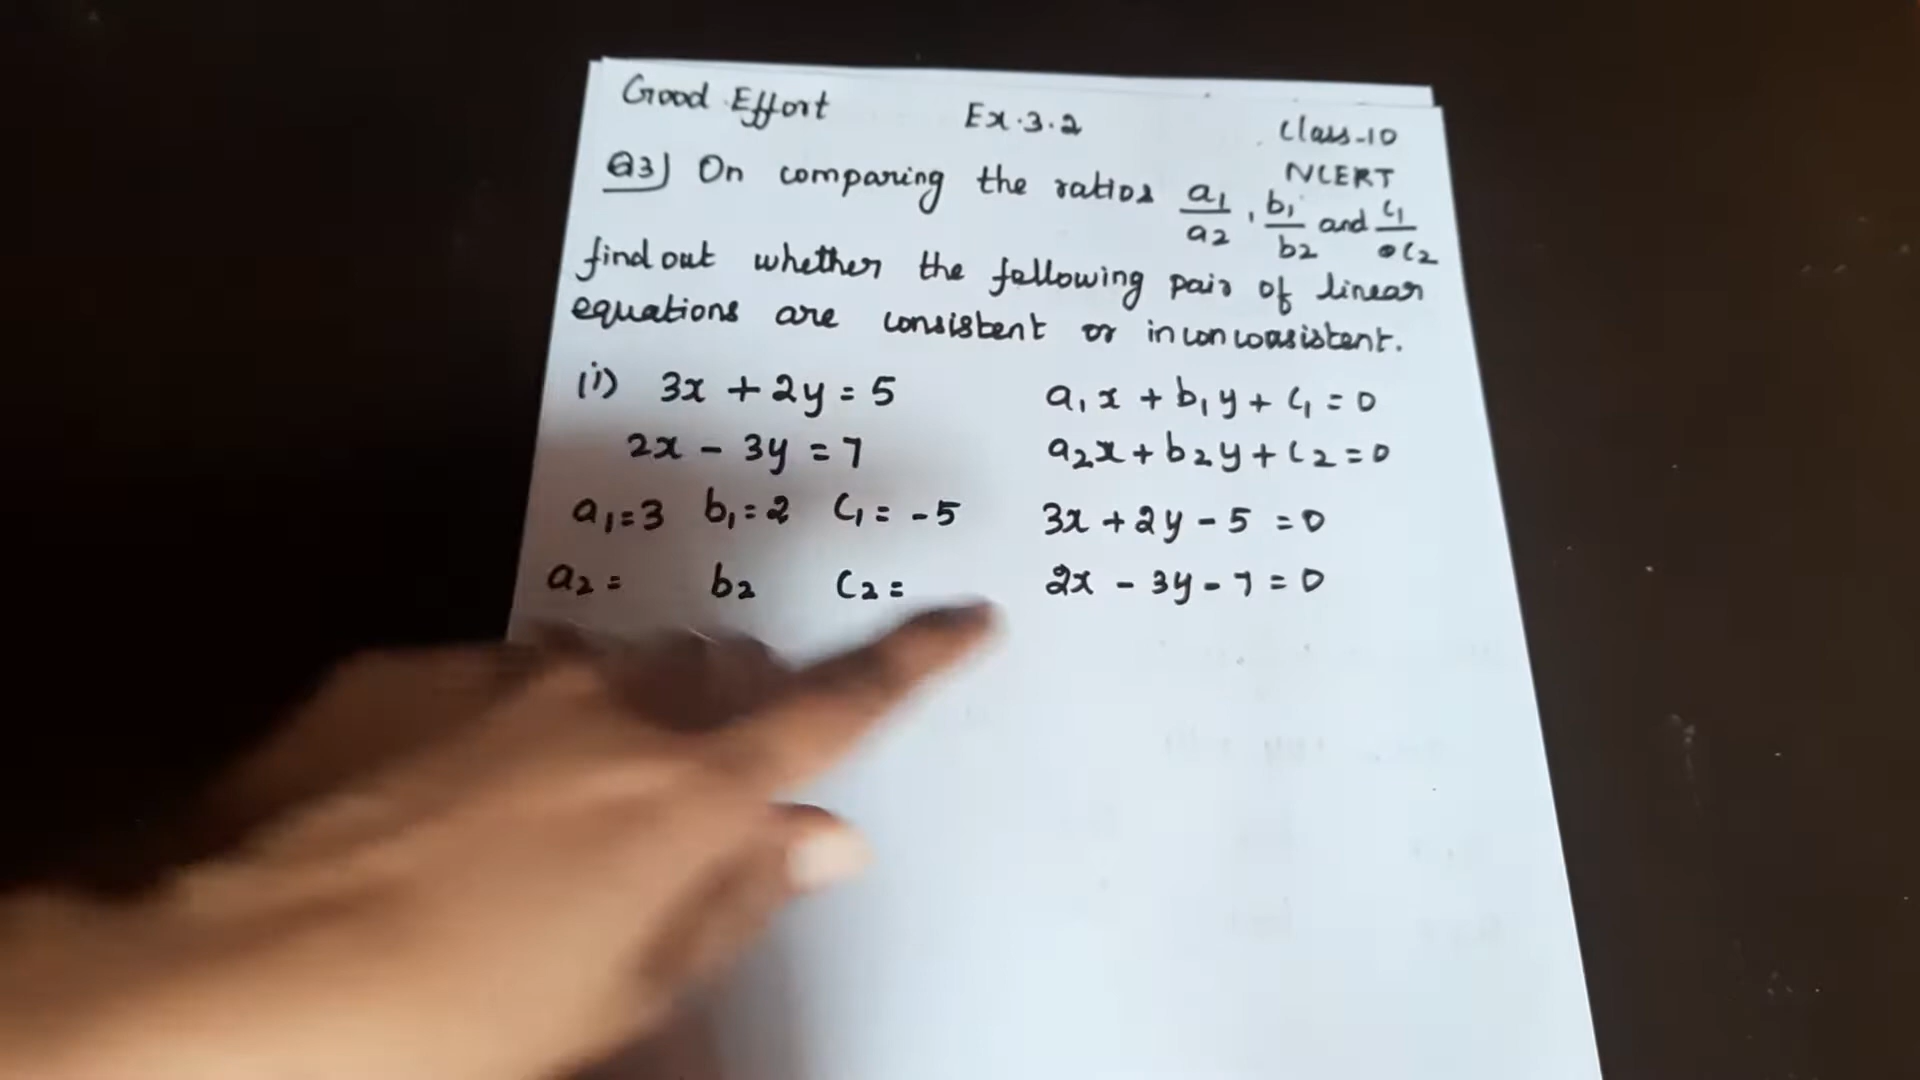 Good Effort Ex.3.2 Class-10
NCERT
Q3) On comparing the ratios a1/a2, b1/b2 and c1/c2
find out whether the following pair of linear
equations are consistent or inconconsistent.
(i) 3x + 2y = 5 a1x + b1y + c1 = 0
2x - 3y = 7 a2x + b2y + c2 = 0
a1 = 3 b1 = 2 c1 = -5 3x + 2y - 5 = 0
a2 = b2 c2 = 2x - 3y - 7 = 0